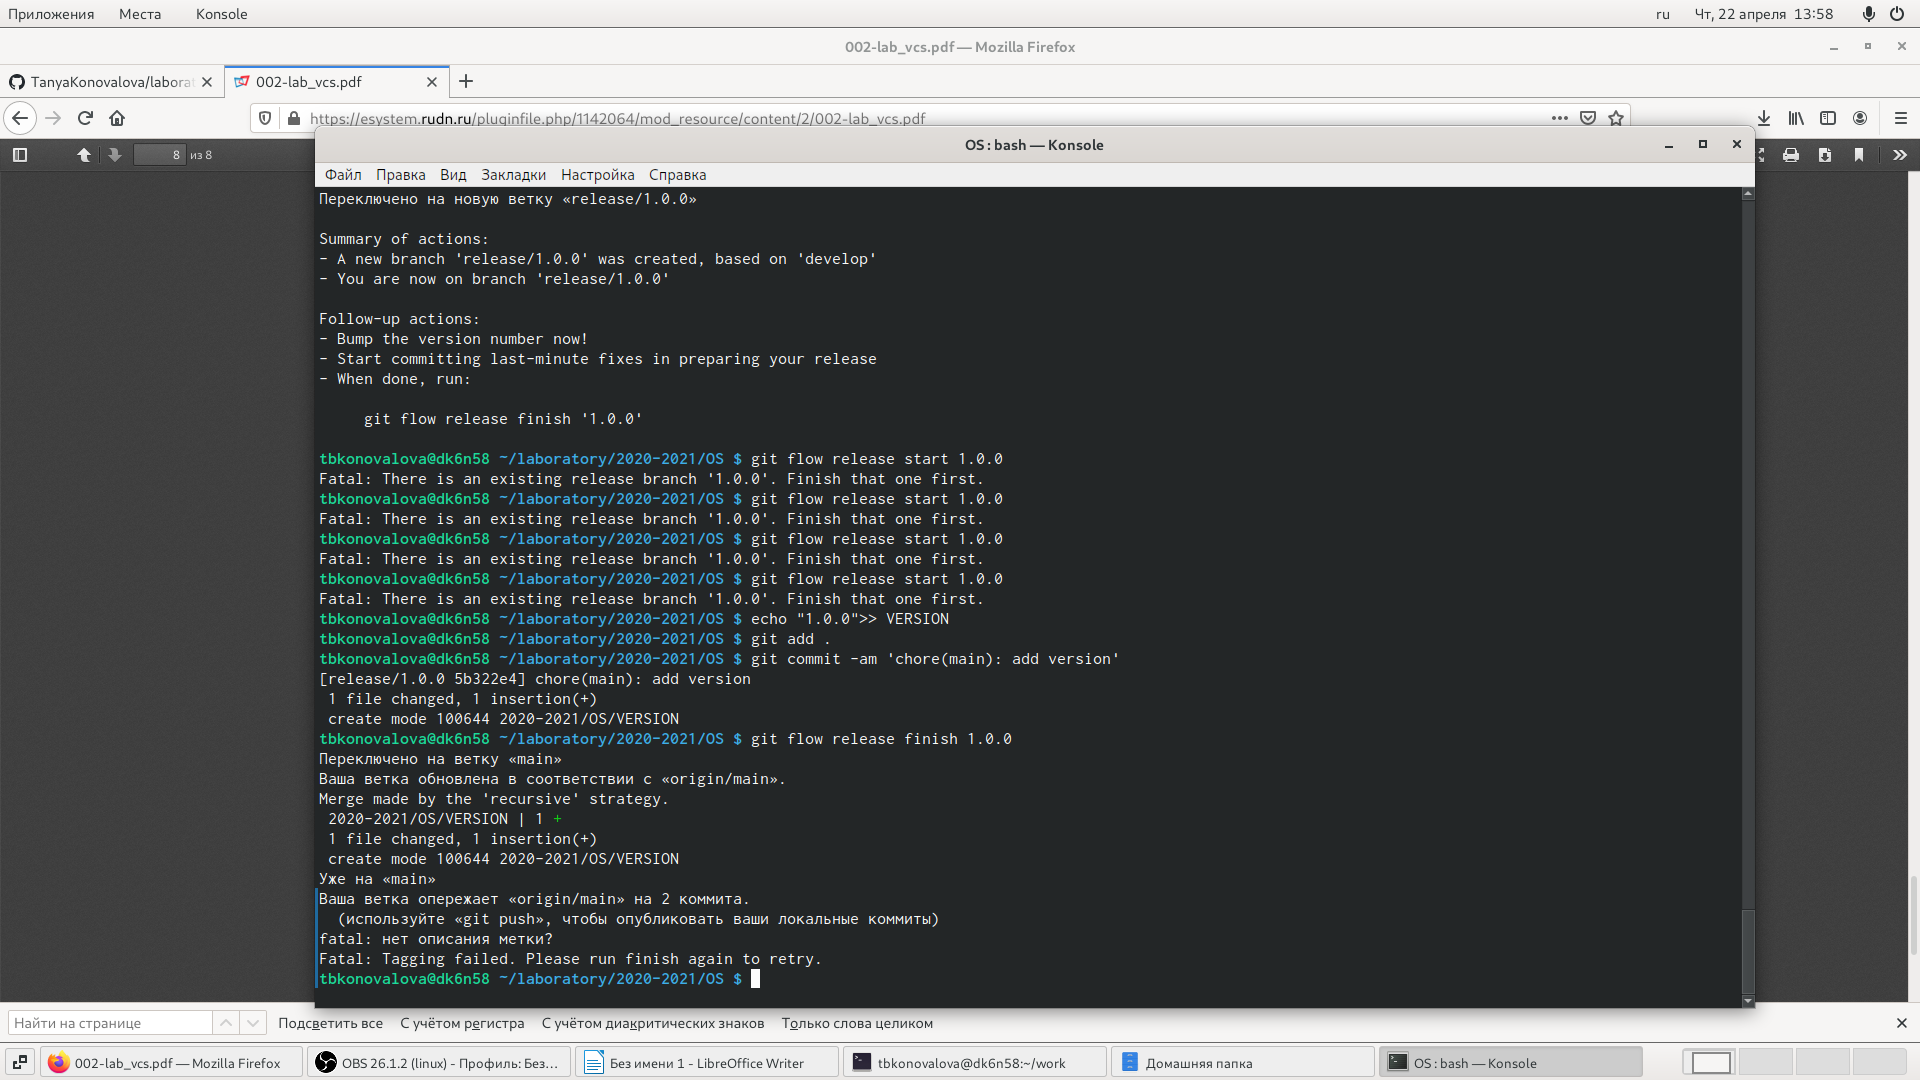 Приложения Места Konsole ru Чт, 22 апреля 13:58
002-lab_vcs.pdf — Mozilla Firefox
TanyaKonovalova/labora 002-lab_vcs.pdf
https://esystem.rudn.ru/pluginfile.php/1142064/mod_resource/content/2/002-lab_vcs.pdf
8 из 8
OS : bash — Konsole
Файл Правка Вид Закладки Настройка Справка
Переключено на новую ветку «release/1.0.0»
Summary of actions:
- A new branch 'release/1.0.0' was created, based on 'develop'
- You are now on branch 'release/1.0.0'
Follow-up actions:
- Bump the version number now!
- Start committing last-minute fixes in preparing your release
- When done, run:
git flow release finish '1.0.0'
tbkonovalova@dk6n58 ~/laboratory/2020-2021/OS $ git flow release start 1.0.0
Fatal: There is an existing release branch '1.0.0'. Finish that one first.
tbkonovalova@dk6n58 ~/laboratory/2020-2021/OS $ git flow release start 1.0.0
Fatal: There is an existing release branch '1.0.0'. Finish that one first.
tbkonovalova@dk6n58 ~/laboratory/2020-2021/OS $ git flow release start 1.0.0
Fatal: There is an existing release branch '1.0.0'. Finish that one first.
tbkonovalova@dk6n58 ~/laboratory/2020-2021/OS $ git flow release start 1.0.0
Fatal: There is an existing release branch '1.0.0'. Finish that one first.
tbkonovalova@dk6n58 ~/laboratory/2020-2021/OS $ echo "1.0.0">> VERSION
tbkonovalova@dk6n58 ~/laboratory/2020-2021/OS $ git add .
tbkonovalova@dk6n58 ~/laboratory/2020-2021/OS $ git commit -am 'chore(main): add version'
[release/1.0.0 5b322e4] chore(main): add version
1 file changed, 1 insertion(+)
create mode 100644 2020-2021/OS/VERSION
tbkonovalova@dk6n58 ~/laboratory/2020-2021/OS $ git flow release finish 1.0.0
Переключено на ветку «main»
Ваша ветка обновлена в соответствии с «origin/main».
Merge made by the 'recursive' strategy.
2020-2021/OS/VERSION | 1 +
1 file changed, 1 insertion(+)
create mode 100644 2020-2021/OS/VERSION
Уже на «main»
Ваша ветка опережает «origin/main» на 2 коммита.
(используйте «git push», чтобы опубликовать ваши локальные коммиты)
fatal: нет описания метки?
Fatal: Tagging failed. Please run finish again to retry.
tbkonovalova@dk6n58 ~/laboratory/2020-2021/OS $
Найти на странице Подсветить все С учётом регистра С учётом диакритических знаков Только слова целиком
002-lab_vcs.pdf — Mozilla Firefox OBS 26.1.2 (linux) - Профиль: Без... Без имени 1 - LibreOffice Writer tbkonovalova@dk6n58:~/work Домашняя папка OS : bash — Konsole